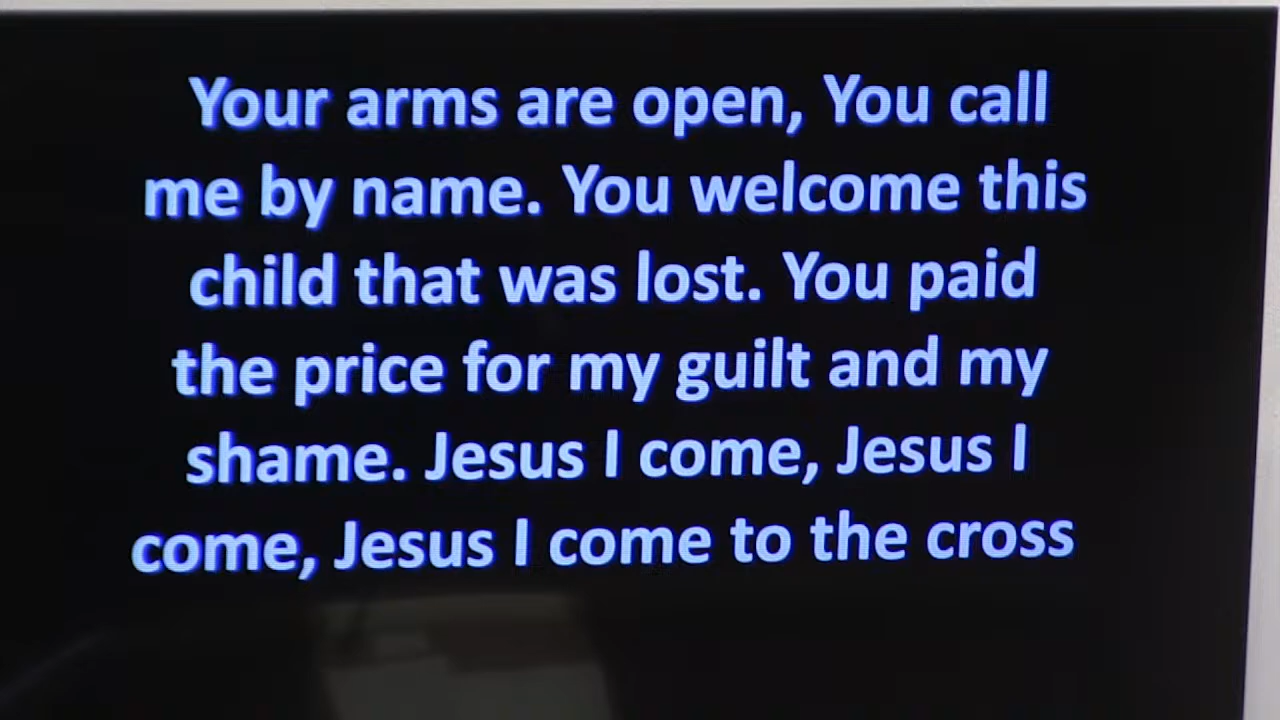 Your arms are open, You call
me by name. You welcome this
child that was lost. You paid
the price for my guilt and my
shame. Jesus I come, Jesus I
come, Jesus I come to the cross